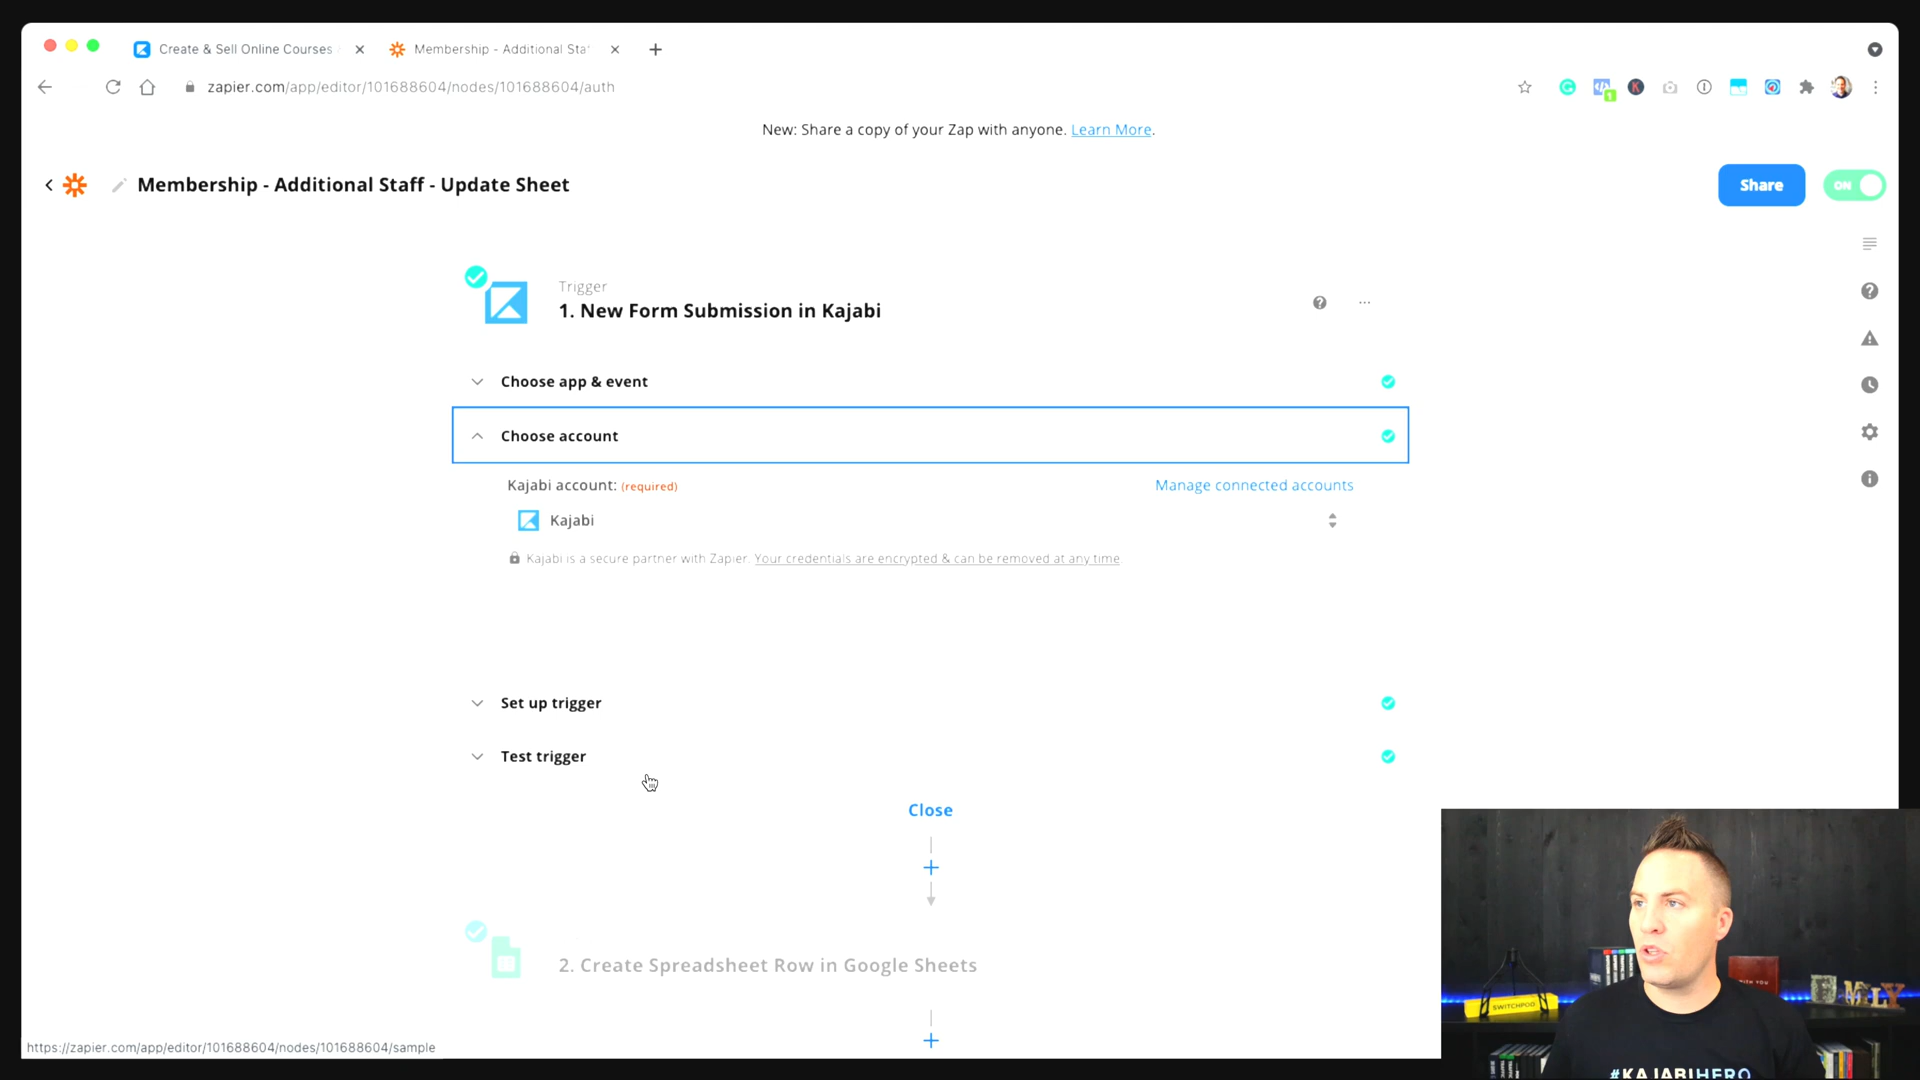 Create & Sell Online Courses
Membership - Additional Sta
zapier.com/app/editor/101688604/nodes/101688604/auth
New: Share a copy of your Zap with anyone. Learn More.
Membership - Additional Staff - Update Sheet
Share
ON
Trigger
1. New Form Submission in Kajabi
Choose app & event
Choose account
Kajabi account: (required)
Manage connected accounts
Kajabi
Kajabi is a secure partner with Zapier. Your credentials are encrypted & can be removed at any time.
Set up trigger
Test trigger
Close
2. Create Spreadsheet Row in Google Sheets
https://zapier.com/app/editor/101688604/nodes/101688604/sample
SWITCHPOD
#KAJABIHERO